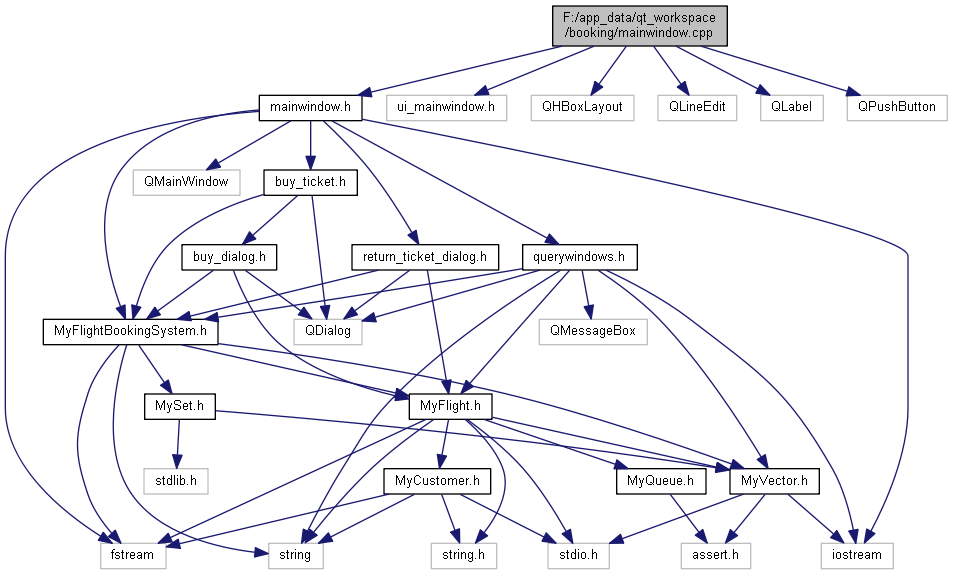 F:/app_data/qt_workspace
/booking/mainwindow.cpp
mainwindow.h
ui_mainwindow.h
QHBoxLayout
QLineEdit
QLabel
QPushButton
QMainWindow
buy_ticket.h
buy_dialog.h
return_ticket_dialog.h
querywindows.h
MyFlightBookingSystem.h
QDialog
QMessageBox
MySet.h
MyFlight.h
stdlib.h
MyCustomer.h
MyQueue.h
MyVector.h
fstream
string
string.h
stdio.h
assert.h
iostream